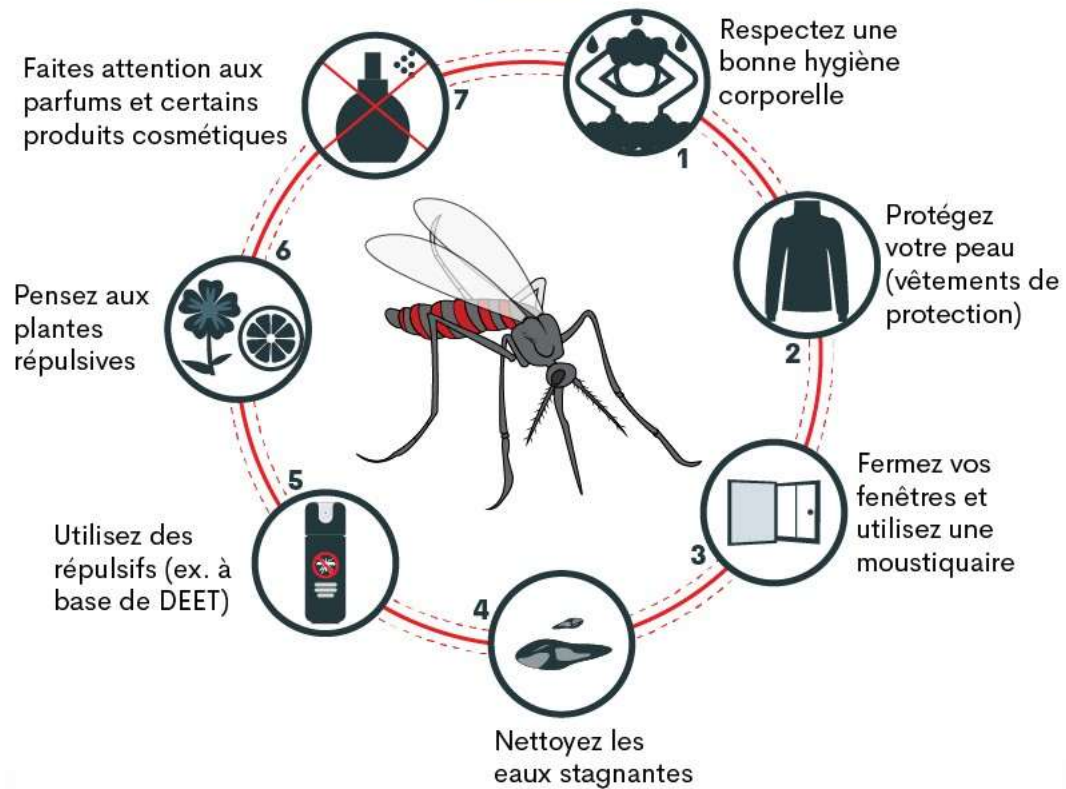 Respectez une
bonne hygiène
corporelle
1
Protégez
votre peau
(vêtements de
protection)
2
Fermez vos
fenêtres et
utilisez une
moustiquaire
3
Nettoyez les
eaux stagnantes
4
Utilisez des
répulsifs (ex. à
base de DEET)
5
Pensez aux
plantes
répulsives
6
Faites attention aux
parfums et certains
produits cosmétiques
7